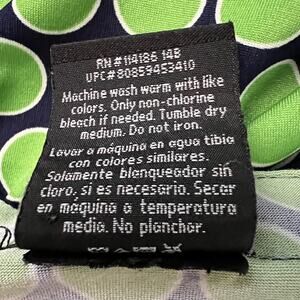 RN #114186 148
UPC#80859453410
Machine wash warm with like
colors. Only non-chlorine
bleach if needed. Tumble dry
medium. Do not iron.
Lavar a máquina en agua tibia
con colores similares.
Solamente blanqueador sin
cloro, si es necesario. Secar
en máquina a temperatura
media. No planchar.